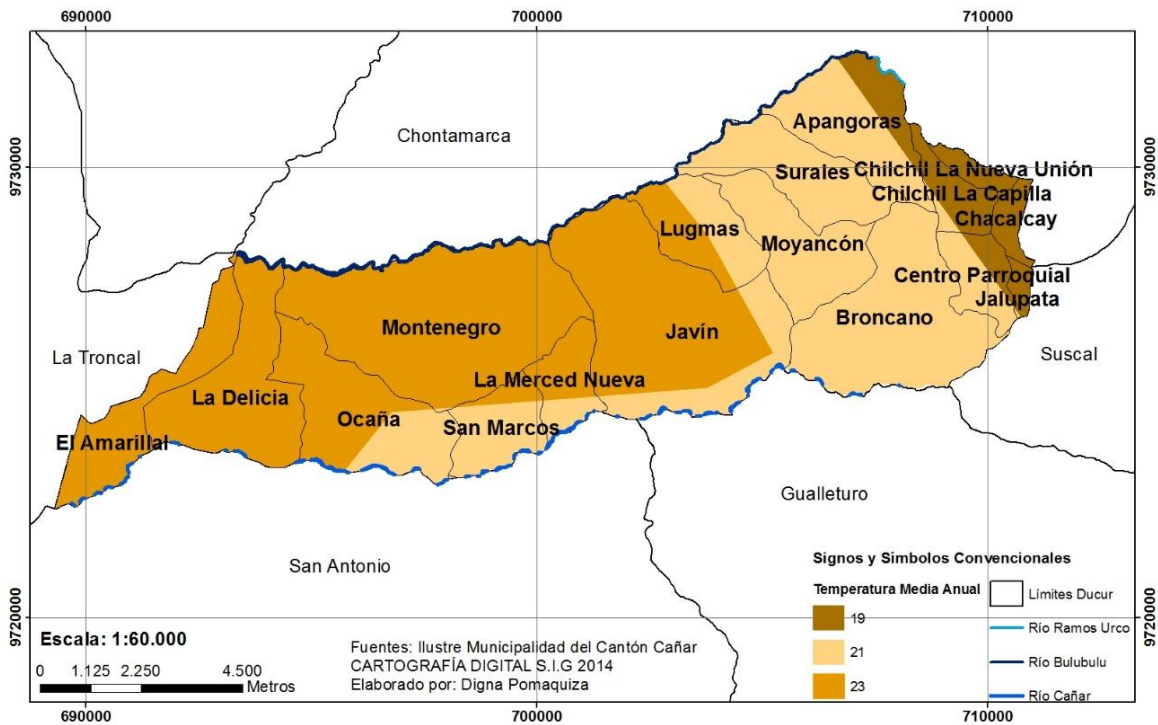 690000
700000
710000
Chontamarca
Apangoras
9730000
9730000
Surales
Chilchil La Nueva Unión
Chilchil La Capilla
Chacalcay
Lugmas
Moyancón
Centro Parroquial
Jalupata
Broncano
Montenegro
Javín
La Troncal
Suscal
La Merced Nueva
La Delicia
Ocaña
San Marcos
El Amarillal
Gualleturo
San Antonio
Signos y Simbolos Convencionales
Temperatura Media Anual
19
21
23
Límites Ducur
Río Ramos Urco
Río Bulubulu
Río Cañar
9720000
9720000
Escala: 1:60.000
0 1.125 2.250 4.500
Metros
Fuentes: Ilustre Municipalidad del Cantón Cañar
CARTOGRAFÍA DIGITAL S.I.G 2014
Elaborado por: Digna Pomaquiza
690000
700000
710000